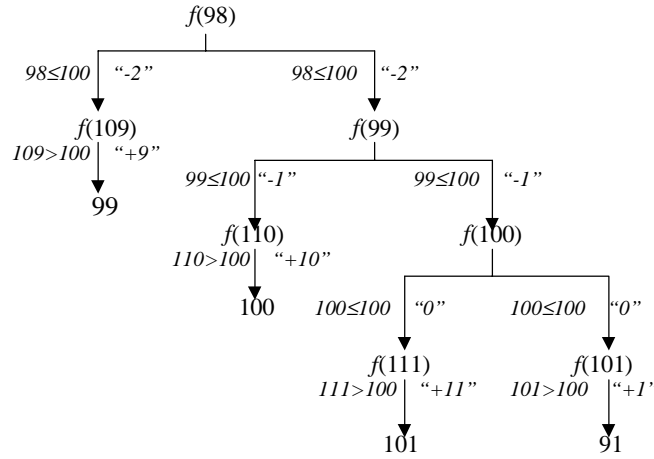 f(98)
98≤100 “-2” 98≤100 “-2”
f(109) f(99)
109>100 “+9”
99≤100 “-1” 99≤100 “-1”
99
f(110) f(100)
110>100 “+10”
100 100≤100 “0” 100≤100 “0”
f(111) f(101)
111>100 “+11” 101>100 “+1’
101 91